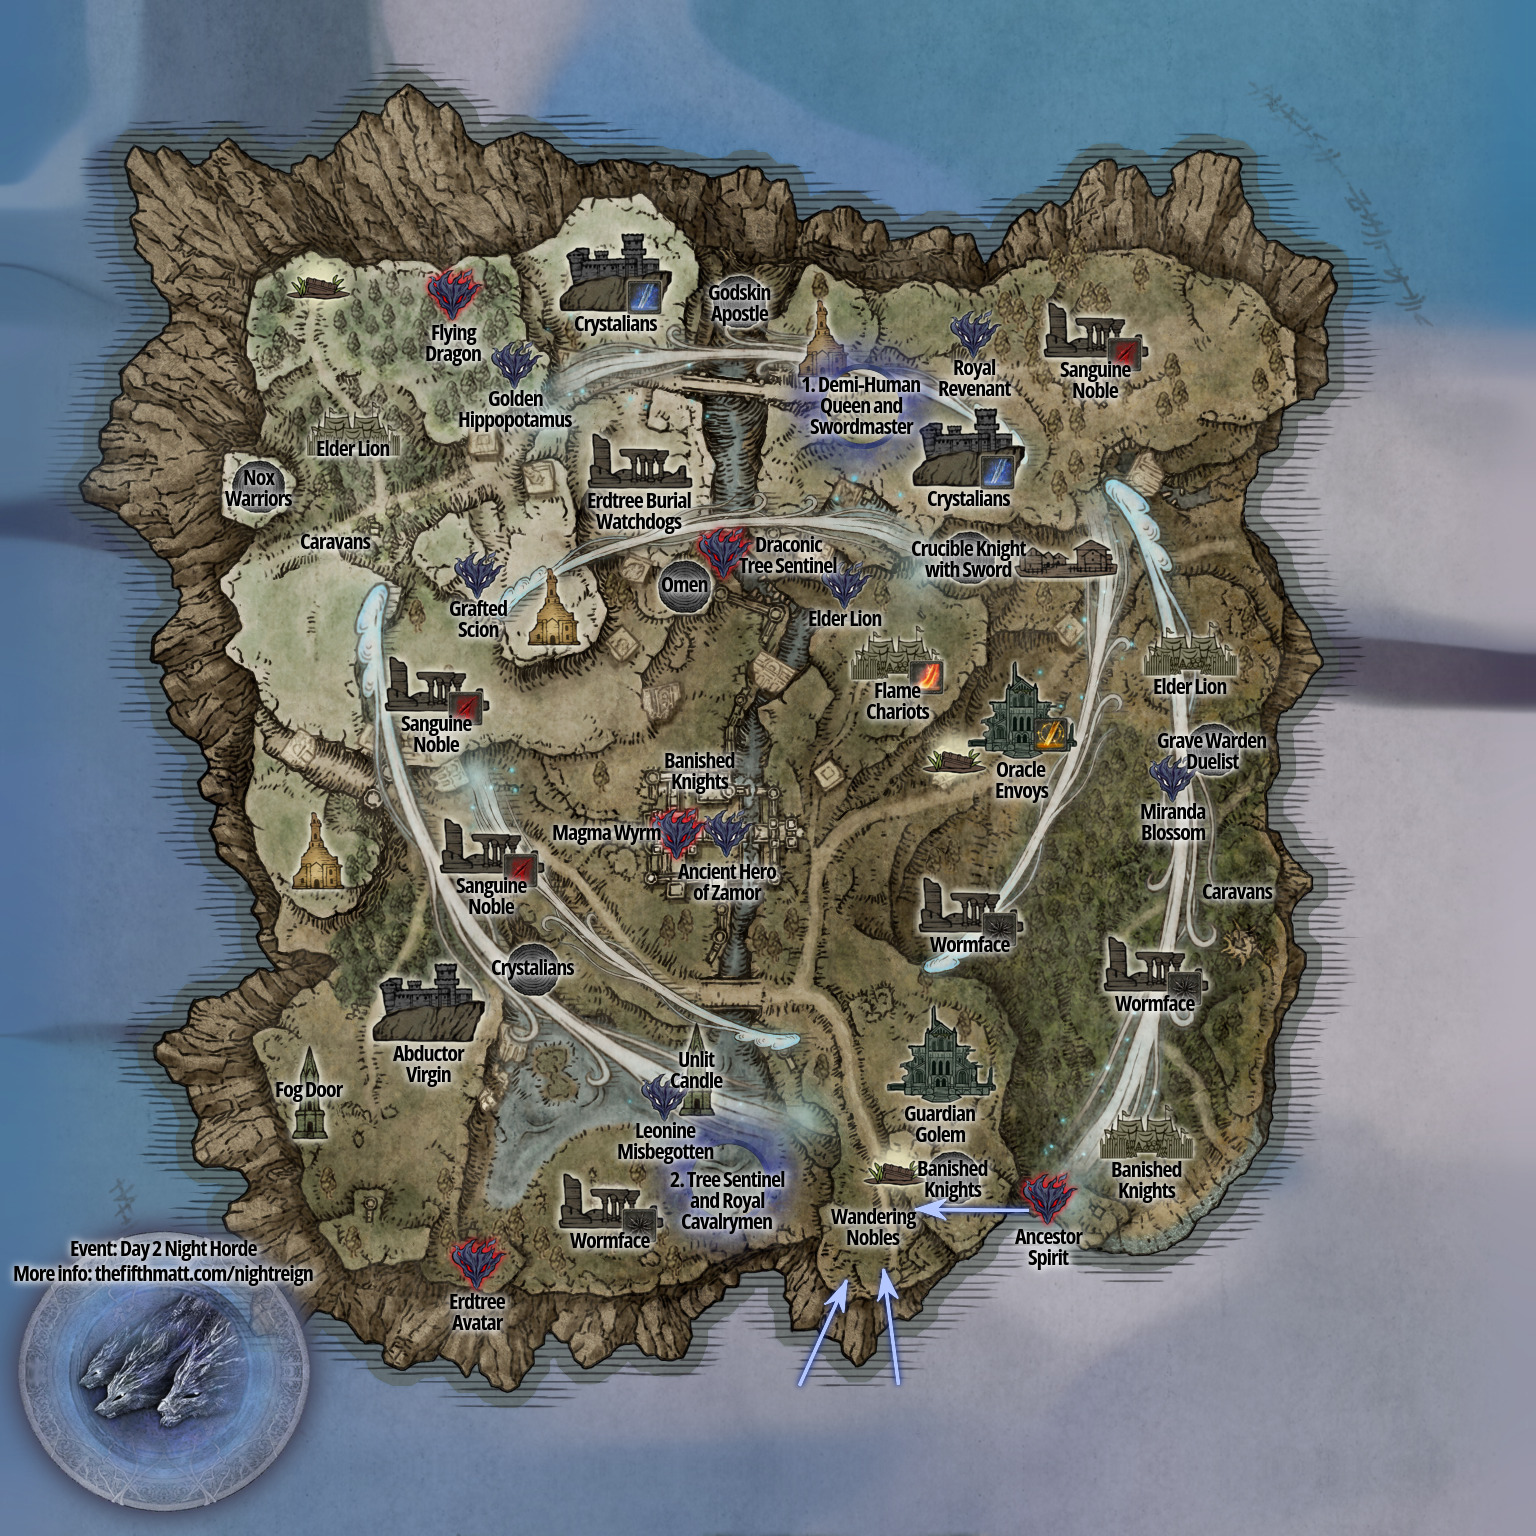 Godskin
Apostle
Crystalians
Flying
Dragon
Golden
Hippopotamus
1. Demi-Human
Queen and
Swordmaster
Royal
Revenant
Sanguine
Noble
Elder Lion
Nox
Warriors
Erdtree Burial
Watchdogs
Crystalians
Caravans
Draconic
Tree Sentinel
Crucible Knight
with Sword
Omen
Grafted
Scion
Elder Lion
Flame
Chariots
Elder Lion
Sanguine
Noble
Banished
Knights
Oracle
Envoys
Grave Warden
Duelist
Magma Wyrm
Miranda
Blossom
Ancient Hero
of Zamor
Sanguine
Noble
Caravans
Wormface
Crystalians
Wormface
Abductor
Virgin
Unlit
Candle
Fog Door
Guardian
Golem
Leonine
Misbegotten
Banished
Knights
Banished
Knights
2. Tree Sentinel
and Royal
Cavalrymen
Wormface
Wandering
Nobles
Ancestor
Spirit
Event: Day 2 Night Horde
More info: thefifthmatt.com/nightreign
Erdtree
Avatar